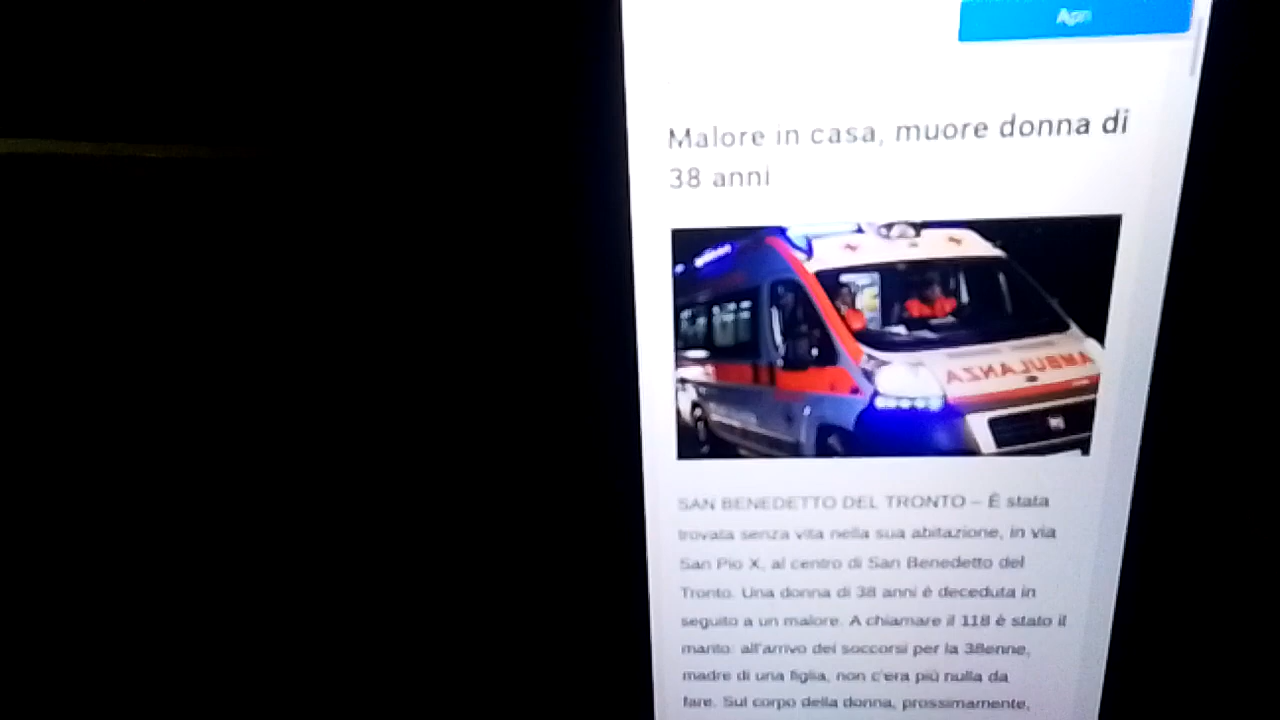 Apri
Malore in casa, muore donna di
38 anni
AMBULANZA
SAN BENEDETTO DEL TRONTO – È stata
trovata senza vita nella sua abitazione, in via
San Pio X, al centro di San Benedetto del
Tronto. Una donna di 38 anni è deceduta in
seguito a un malore. A chiamare il 118 è stato il
marito: all'arrivo dei soccorsi per la 38enne,
madre di una figlia, non c'era più nulla da
fare. Sul corpo della donna, prossimamente,